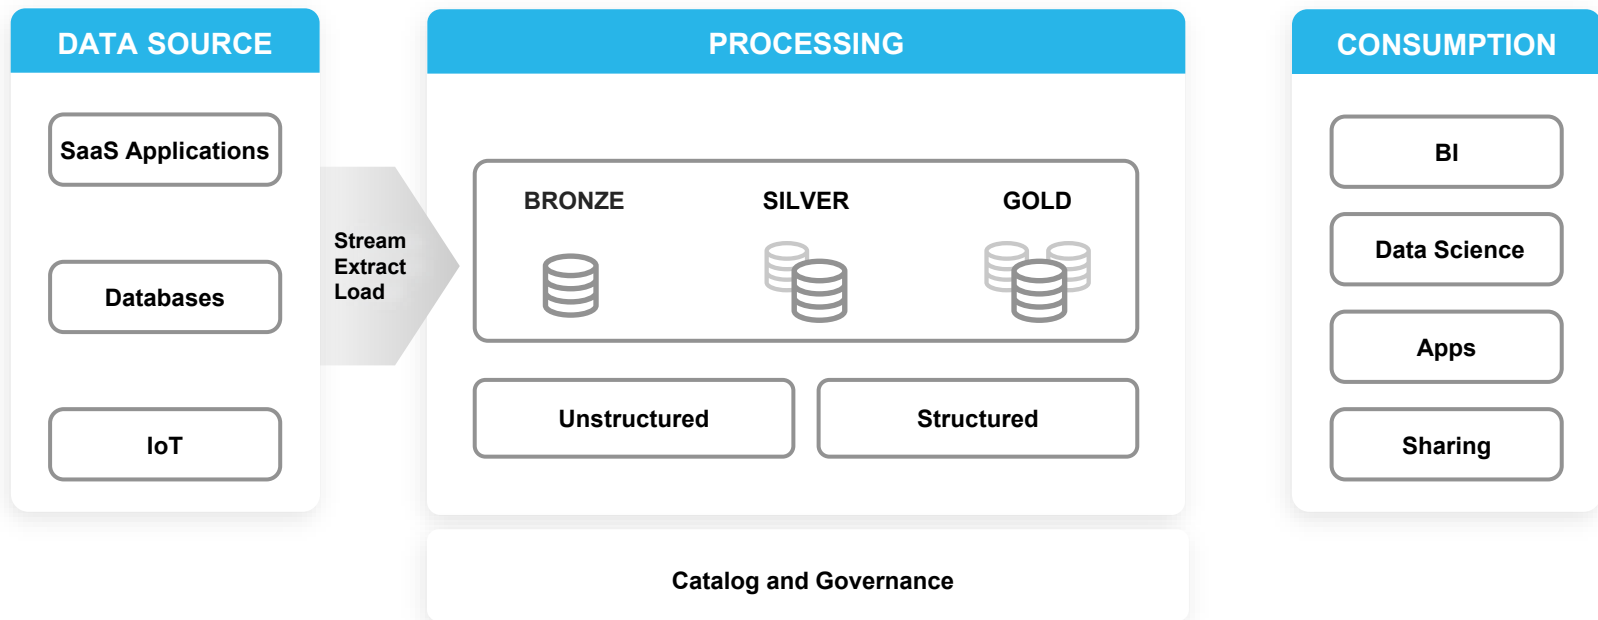 DATA SOURCE
SaaS Applications
Databases
IoT
Stream
Extract
Load
PROCESSING
BRONZE
SILVER
GOLD
Unstructured
Structured
Catalog and Governance
CONSUMPTION
BI
Data Science
Apps
Sharing